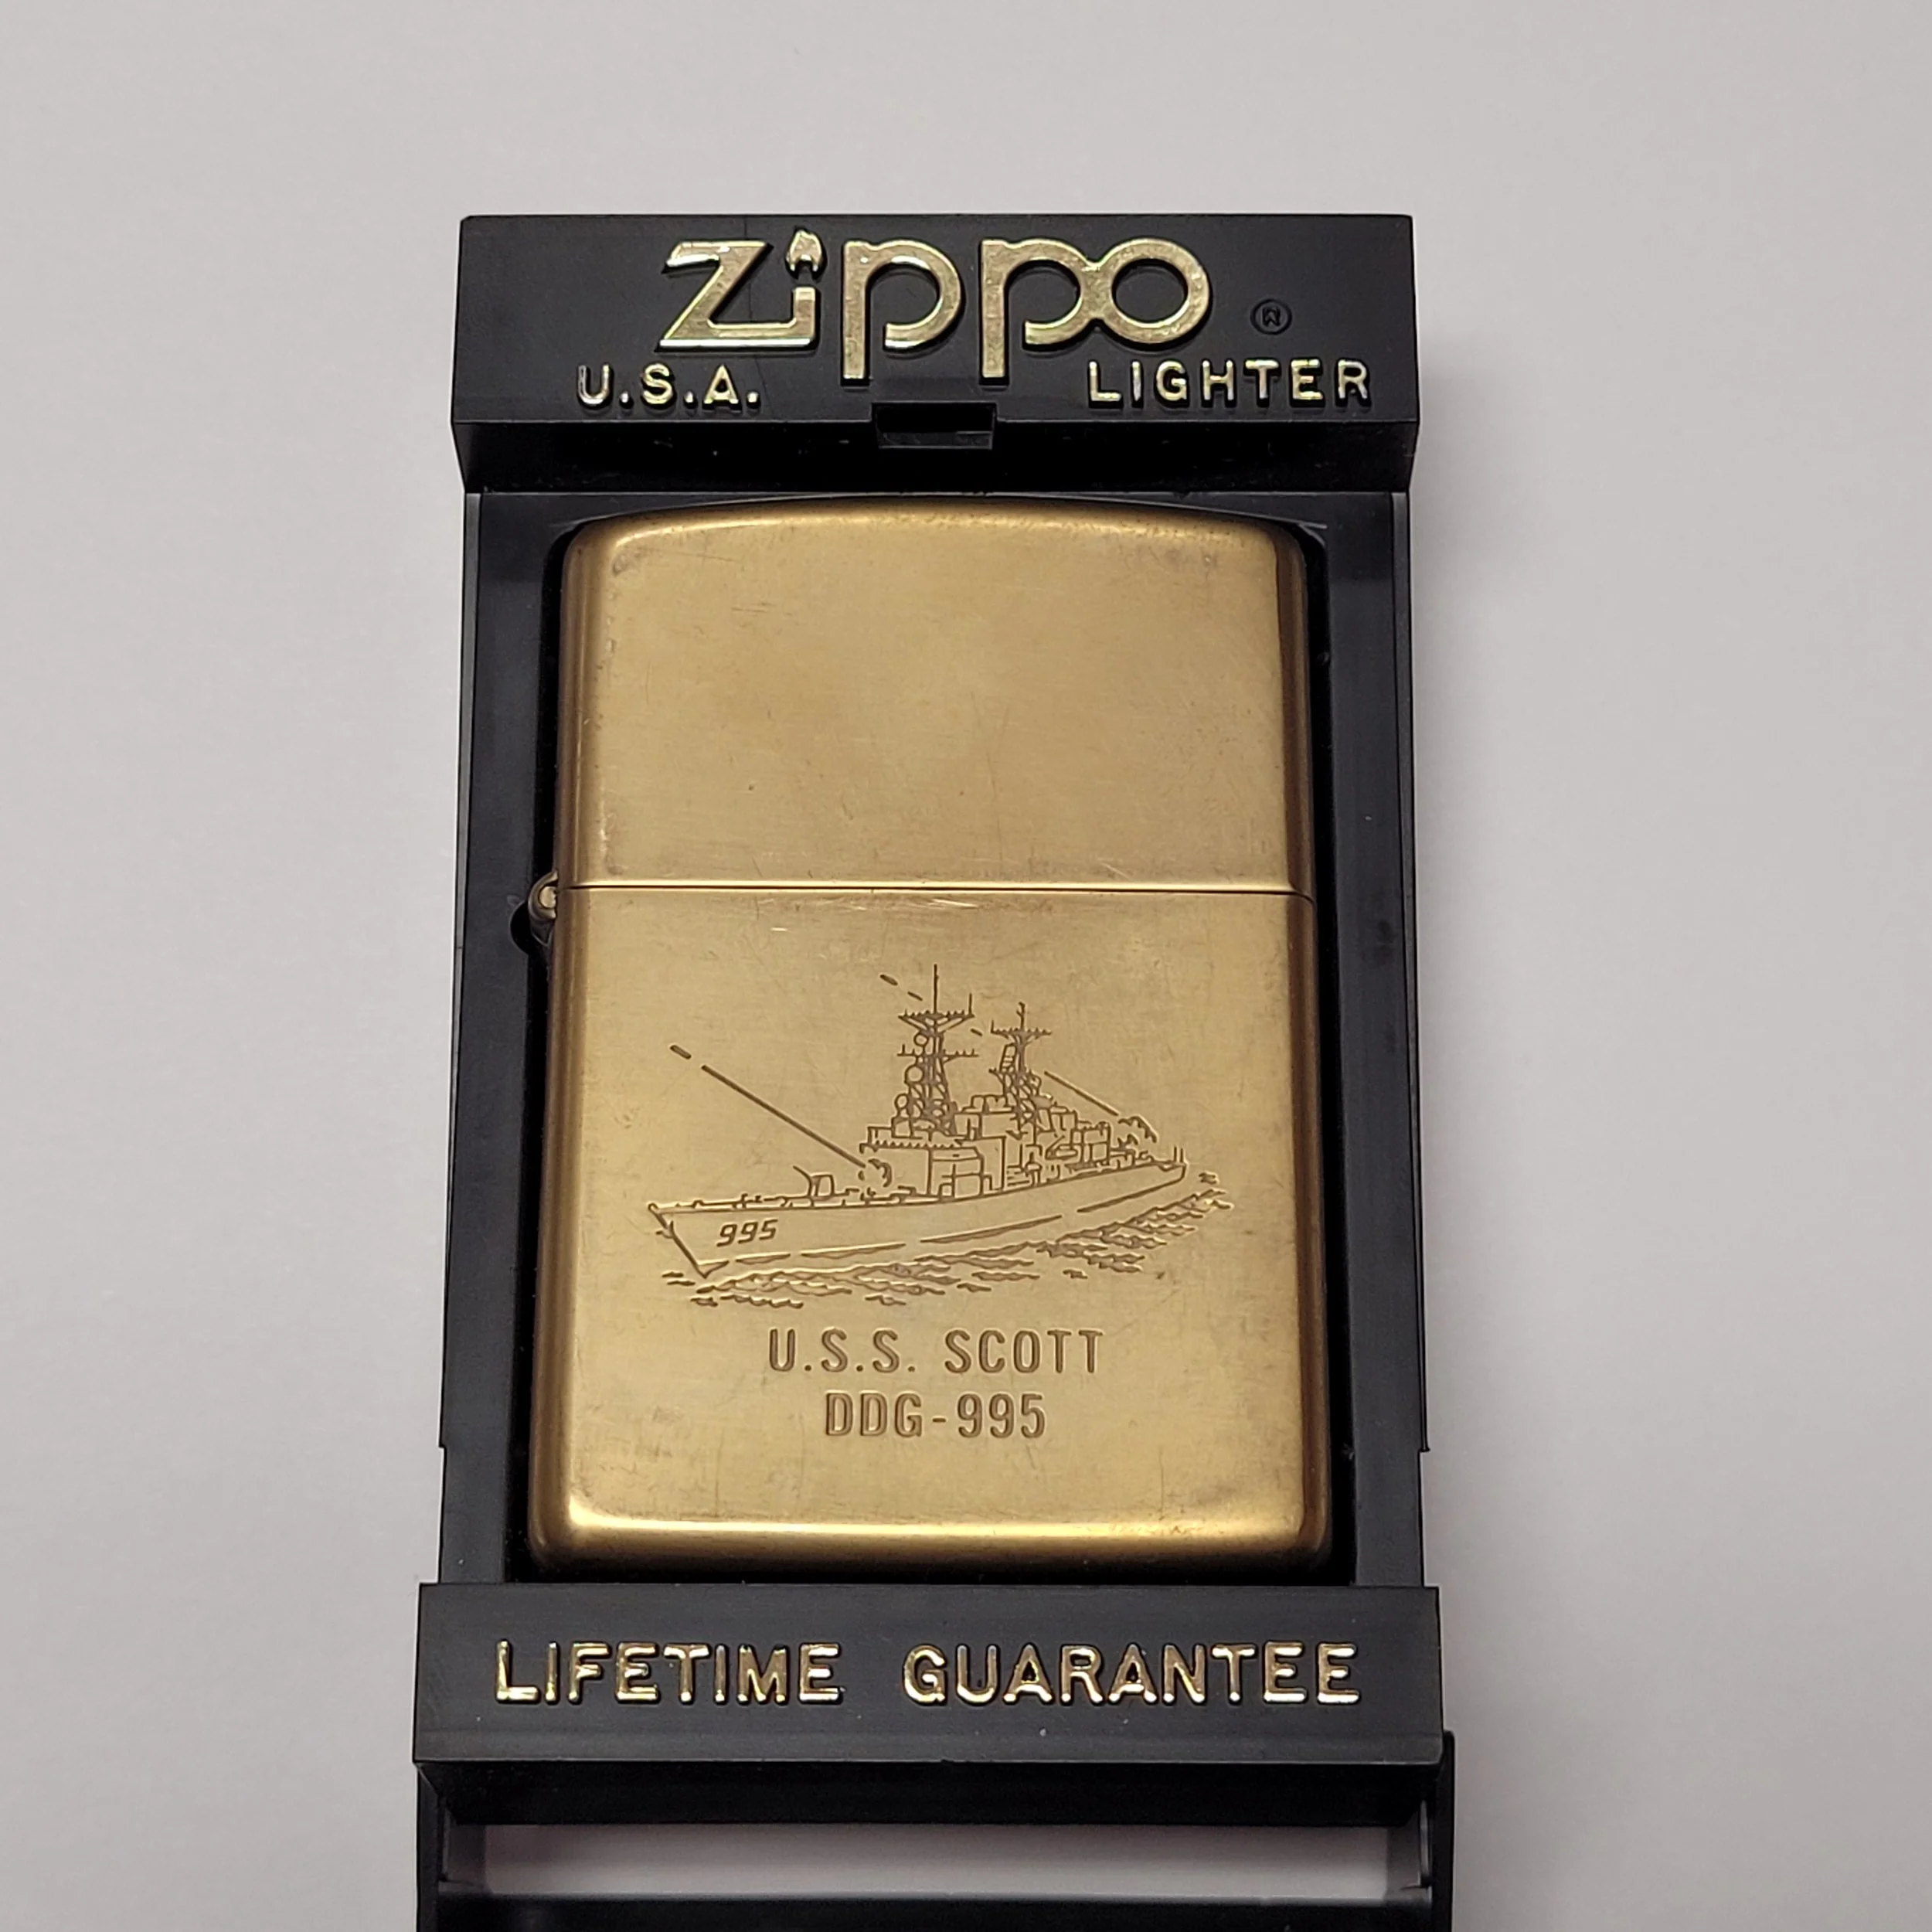 Zippo ®
U.S.A. LIGHTER
995
U.S.S. SCOTT
DDG-995
LIFETIME GUARANTEE